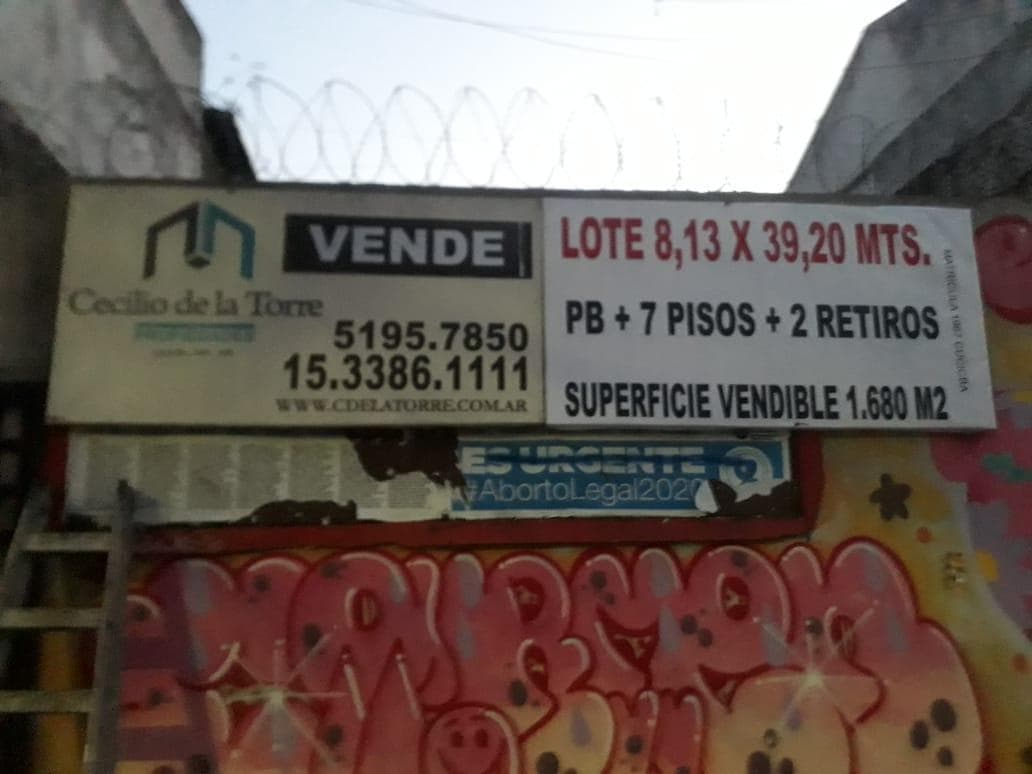 VENDE
Cecilio de la Torre
5195.7850
15.3386.1111
WWW.CDELATORRE.COM.AR
LOTE 8,13 X 39,20 MTS.
PB + 7 PISOS + 2 RETIROS
SUPERFICIE VENDIBLE 1.680 M2
ES URGENTE
#AbortoLegal2020